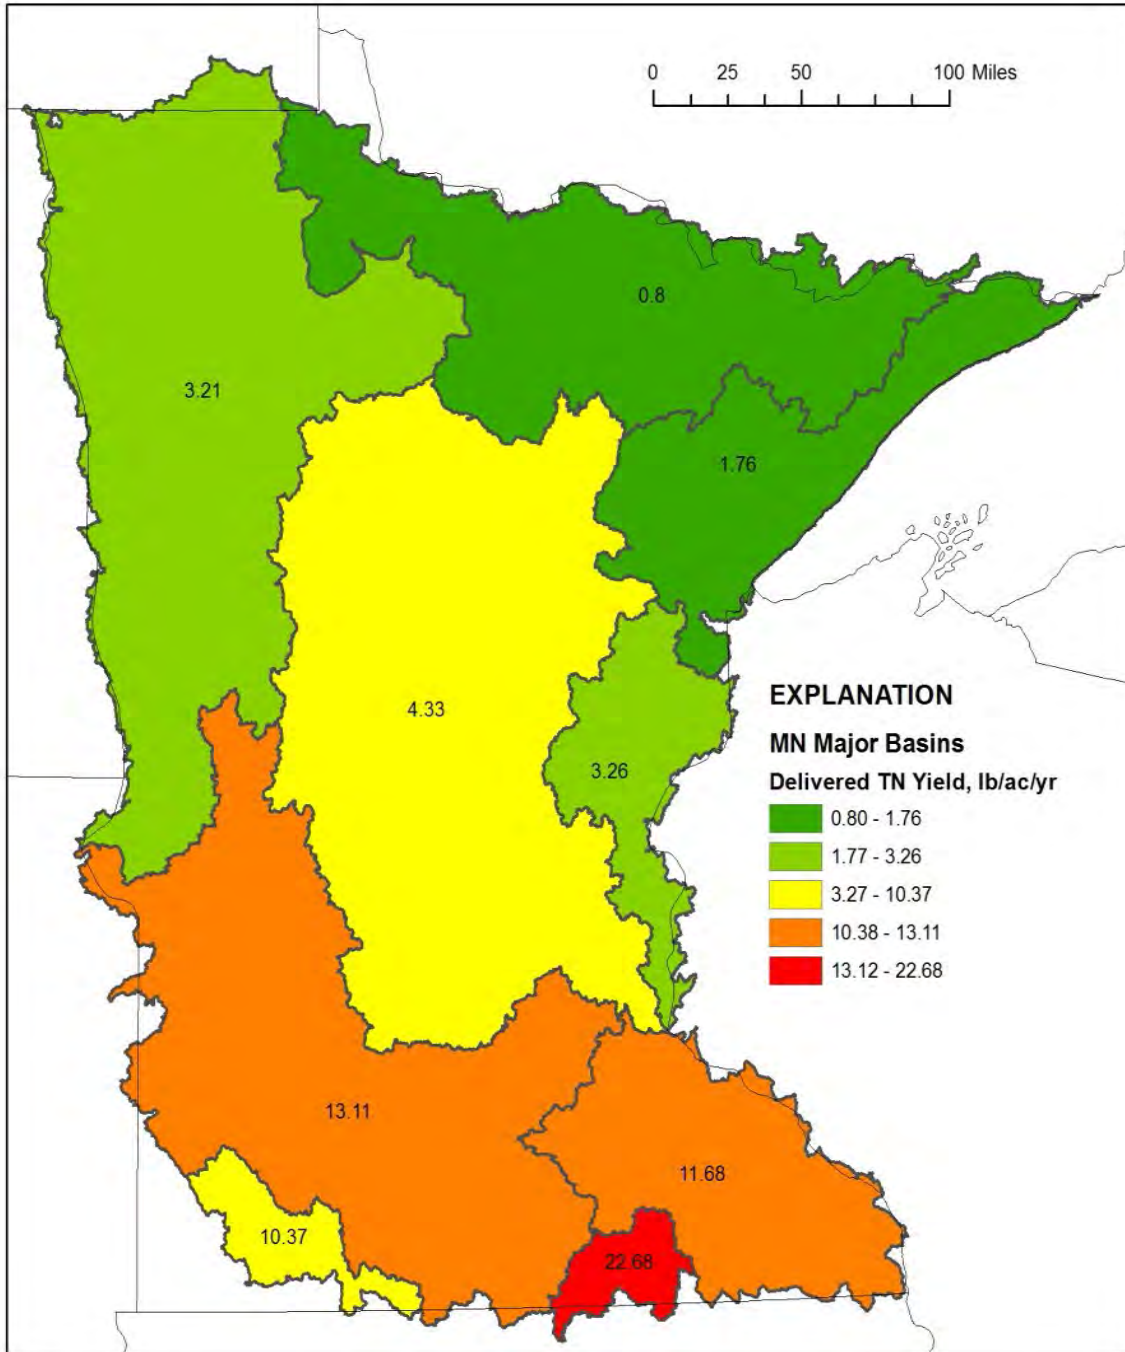 0 25 50 100 Miles
0.8
3.21
1.76
4.33
3.26
EXPLANATION
MN Major Basins
Delivered TN Yield, lb/ac/yr
0.80 - 1.76
1.77 - 3.26
3.27 - 10.37
10.38 - 13.11
13.12 - 22.68
13.11
11.68
10.37
22.68